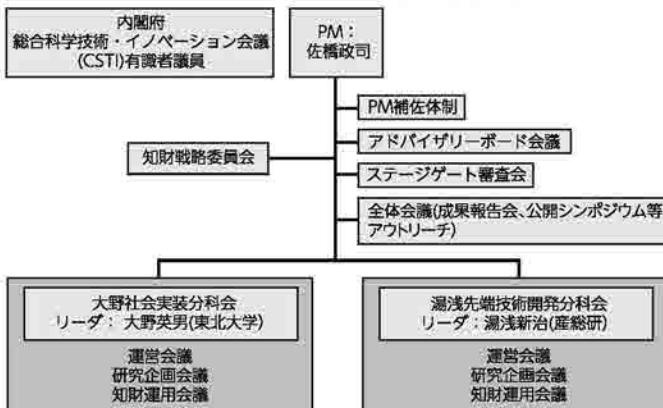 内閣府
総合科学技術・イノベーション会議
(CSTI)有識者議員
PM：
佐橋政司
PM補佐体制
アドバイザリーボード会議
知財戦略委員会
ステージゲート審査会
全体会議(成果報告会、公開シンポジウム等
アウトリーチ)
大野社会実装分科会
リーダ： 大野英男(東北大学)
運営会議
研究企画会議
知財運用会議
湯浅先端技術開発分科会
リーダ：湯浅新治(産総研)
運営会議
研究企画会議
知財運用会議